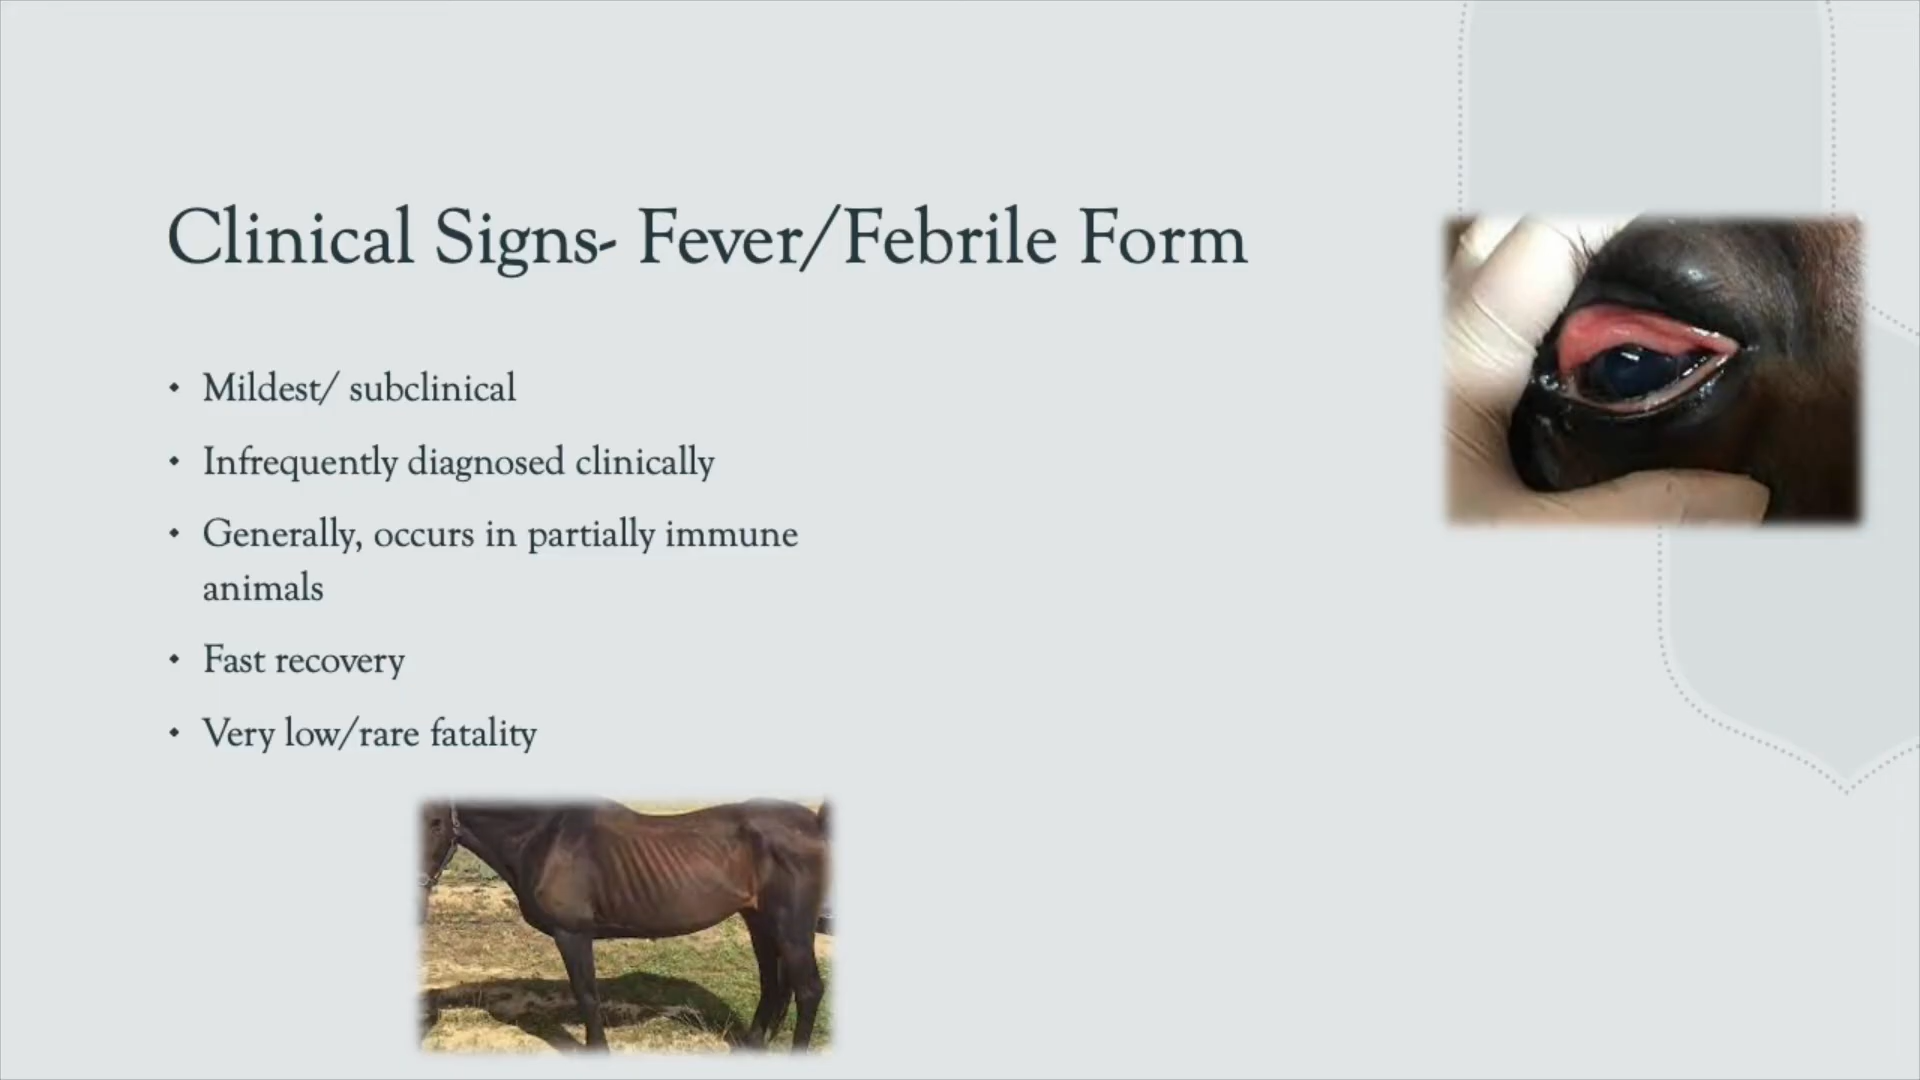 Clinical Signs- Fever/Febrile Form
• Mildest/ subclinical
• Infrequently diagnosed clinically
• Generally, occurs in partially immune
animals
• Fast recovery
• Very low/rare fatality